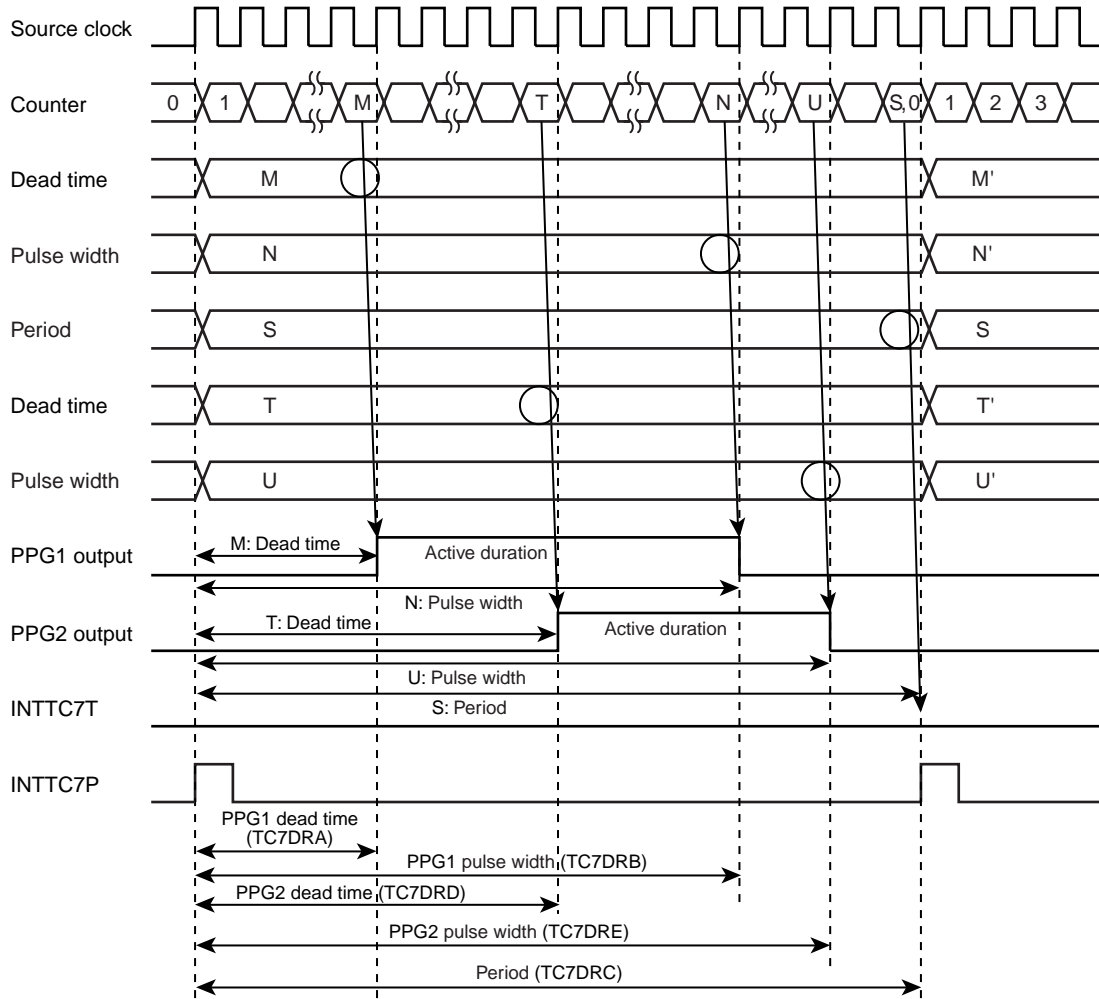 Source clock
Counter 0 1 M T N U S,0 1 2 3
Dead time M M'
Pulse width N N'
Period S S
Dead time T T'
Pulse width U U'
PPG1 output M: Dead time Active duration
N: Pulse width
PPG2 output T: Dead time Active duration
U: Pulse width
INTTC7T S: Period
INTTC7P
PPG1 dead time
(TC7DRA)
PPG1 pulse width (TC7DRB)
PPG2 dead time (TC7DRD)
PPG2 pulse width (TC7DRE)
Period (TC7DRC)